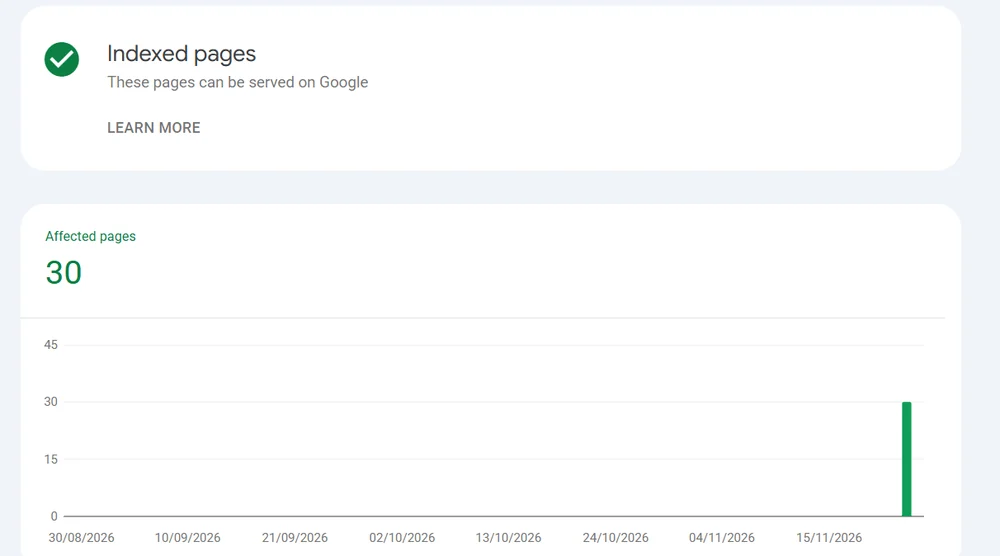 Indexed pages
These pages can be served on Google
LEARN MORE
Affected pages
30
45
30
15
0
30/08/2026 10/09/2026 21/09/2026 02/10/2026 13/10/2026 24/10/2026 04/11/2026 15/11/2026